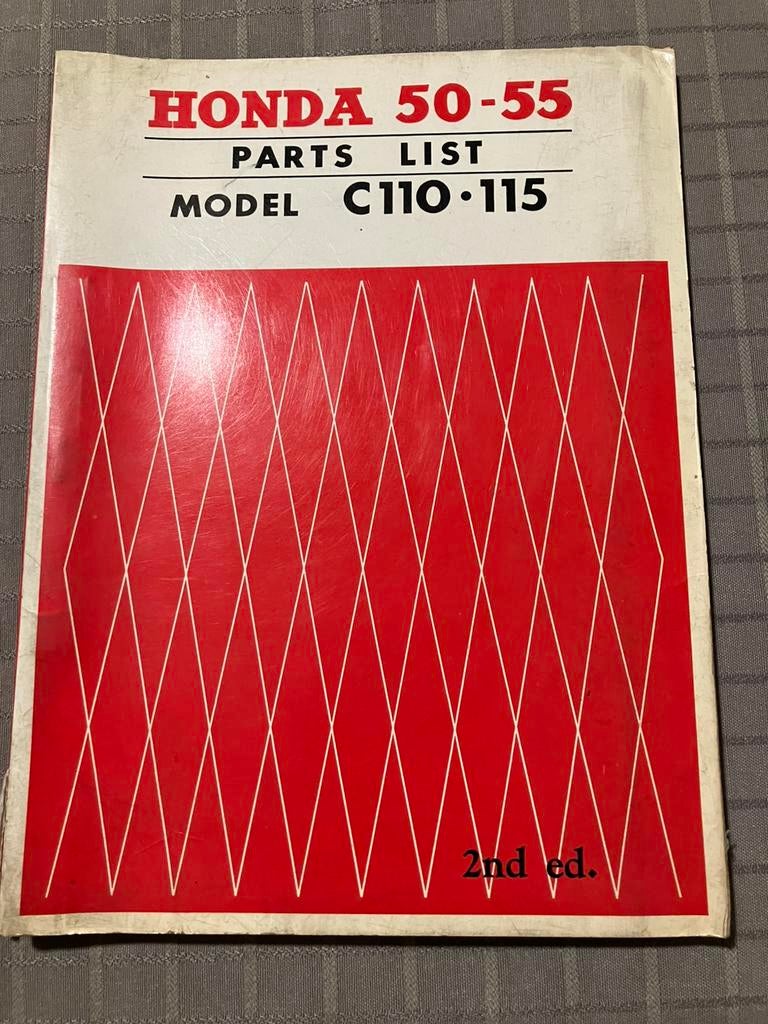 HONDA 50-55
PARTS LIST
MODEL C110·115
2nd ed.